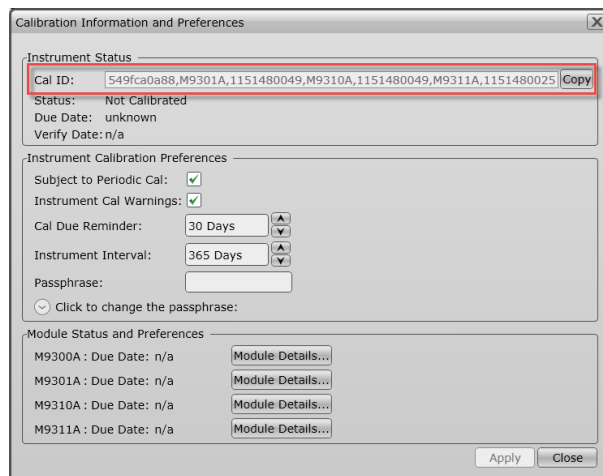 Calibration Information and Preferences
Instrument Status
Cal ID: 549fca0a88,M9301A,1151480049,M9310A,1151480049,M9311A,1151480025 Copy
Status: Not Calibrated
Due Date: unknown
Verify Date: n/a
Instrument Calibration Preferences
Subject to Periodic Cal:
Instrument Cal Warnings:
Cal Due Reminder: 30 Days
Instrument Interval: 365 Days
Passphrase:
Click to change the passphrase:
Module Status and Preferences
M9300A : Due Date: n/a Module Details...
M9301A : Due Date: n/a Module Details...
M9310A : Due Date: n/a Module Details...
M9311A : Due Date: n/a Module Details...
Apply Close